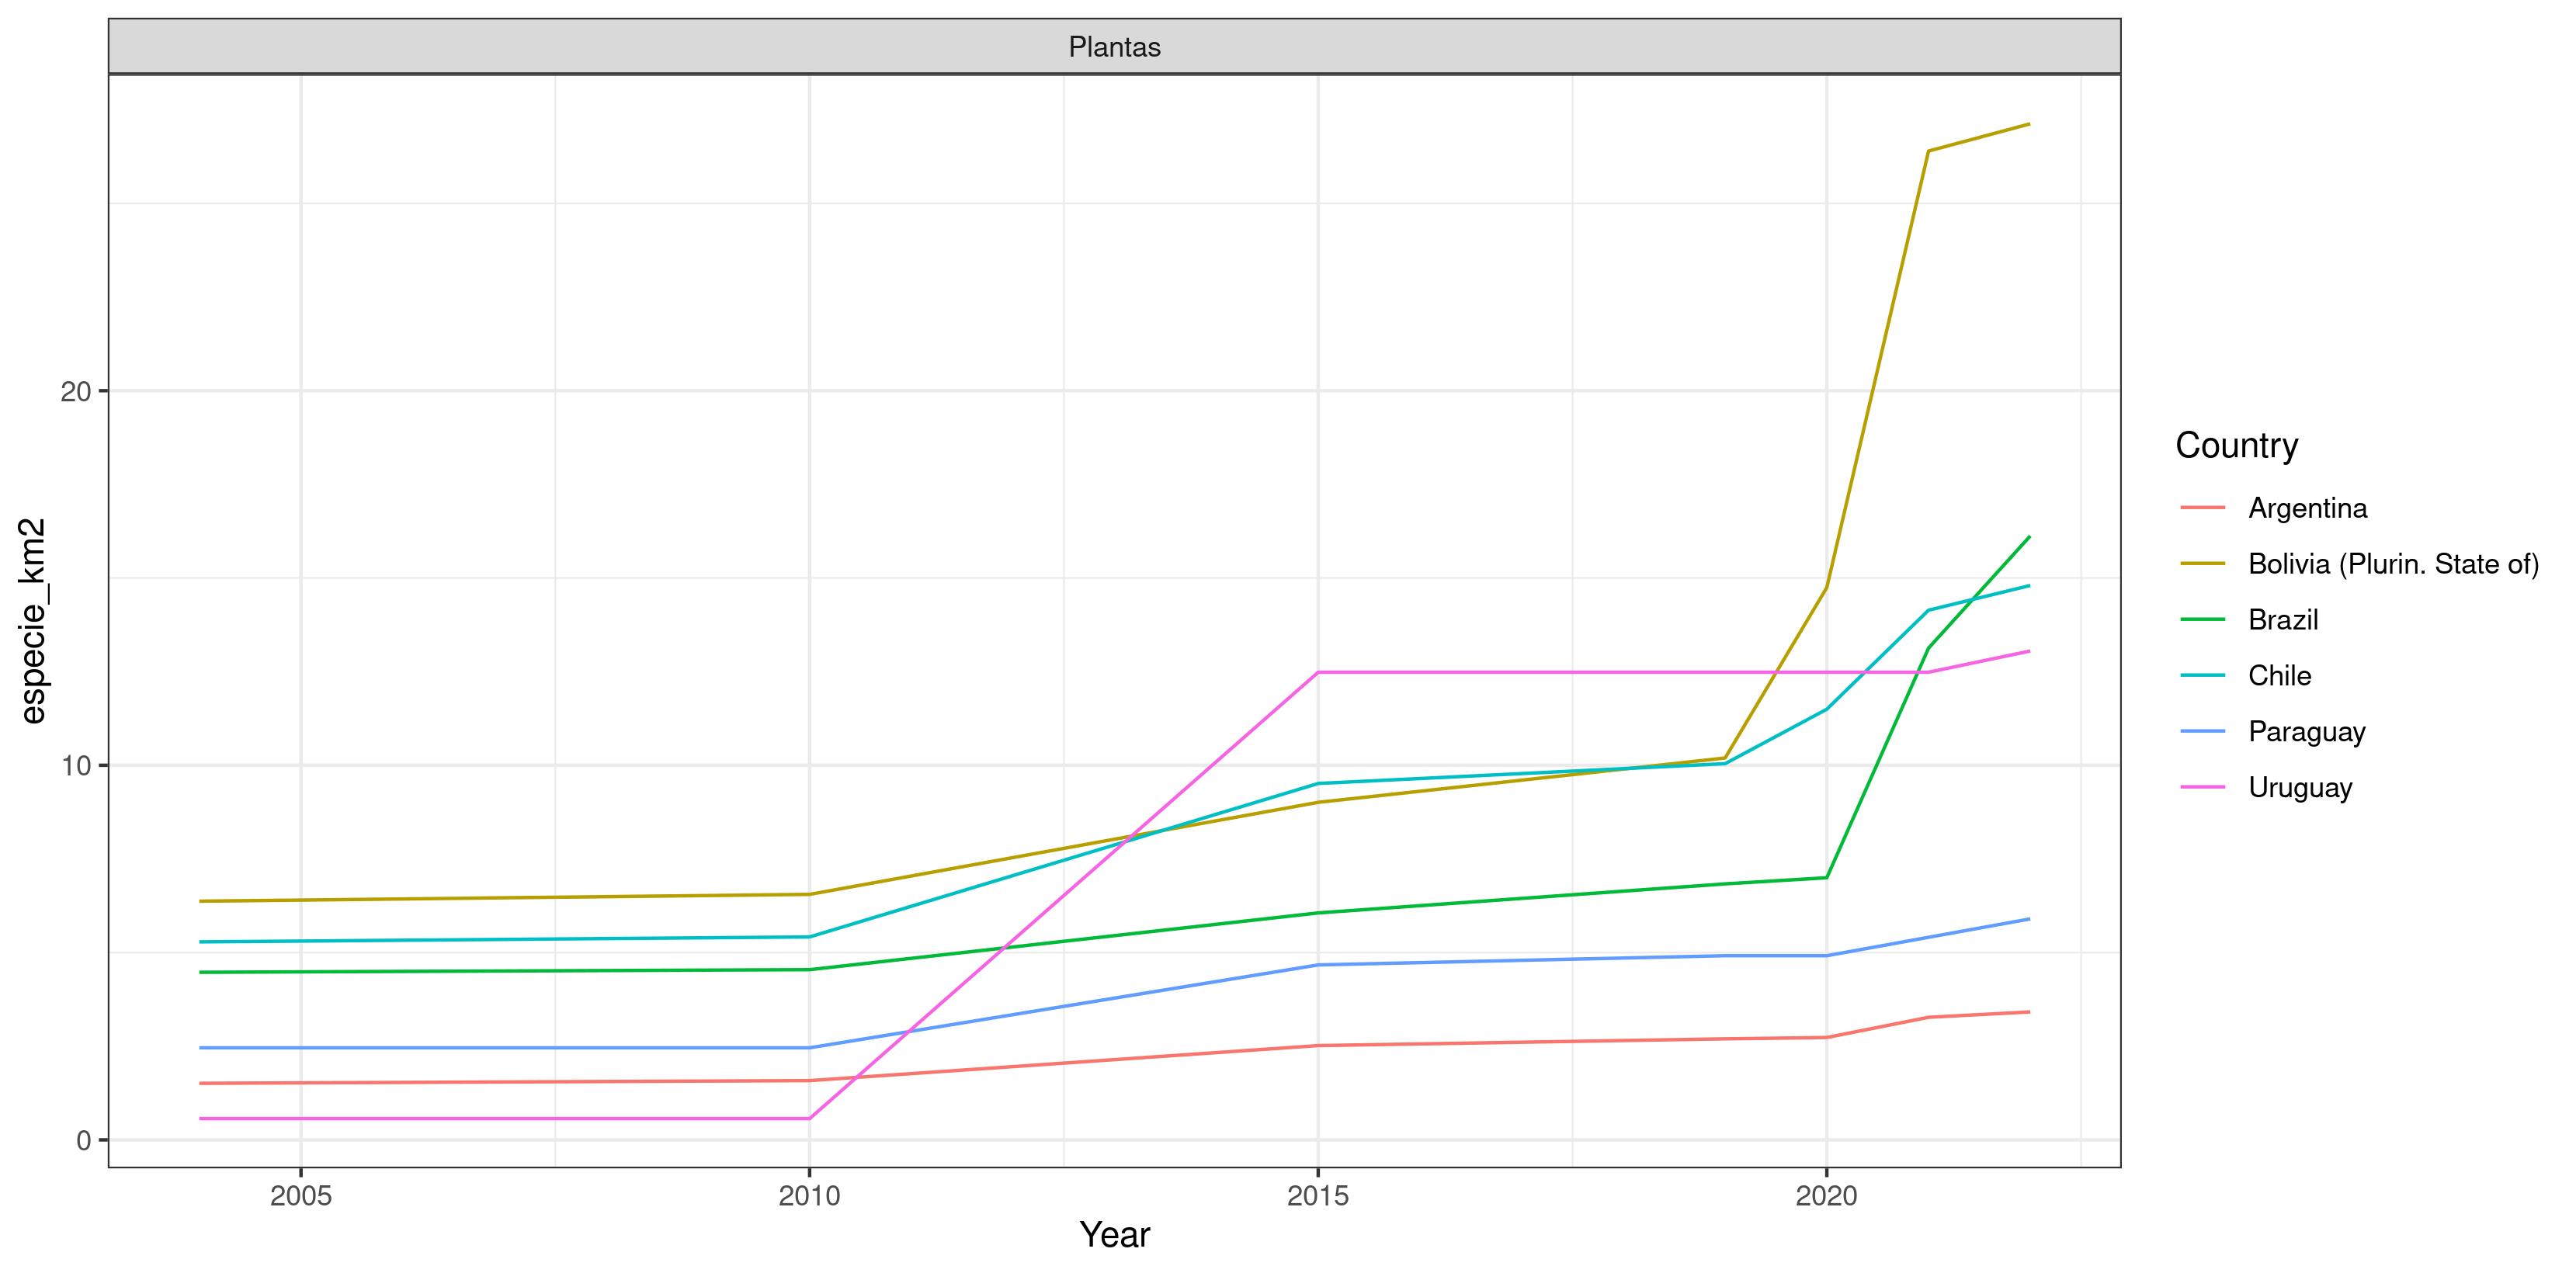 Plantas
especie_km2
20
10
0
2005
2010
2015
2020
Year
Country
Argentina
Bolivia (Plurin. State of)
Brazil
Chile
Paraguay
Uruguay